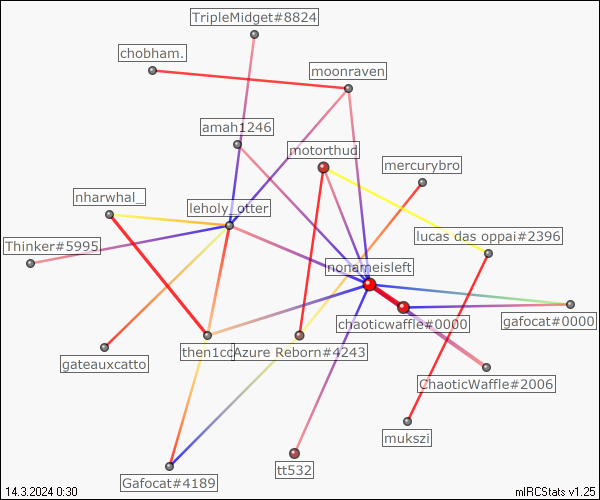 TripleMidget#8824
chobham.
moonraven
amah1246
motorthud
mercurybro
nharwhal_
leholy_otter
Thinker#5995
lucas das oppai#2396
nonameisleft
chaoticwaffle#0000
gafocat#0000
gateauxcatto
then1cc
Azure Reborn#4243
ChaoticWaffle#2006
mukszi
tt532
Gafocat#4189
14.3.2024 0:30
mIRCStats v1.25